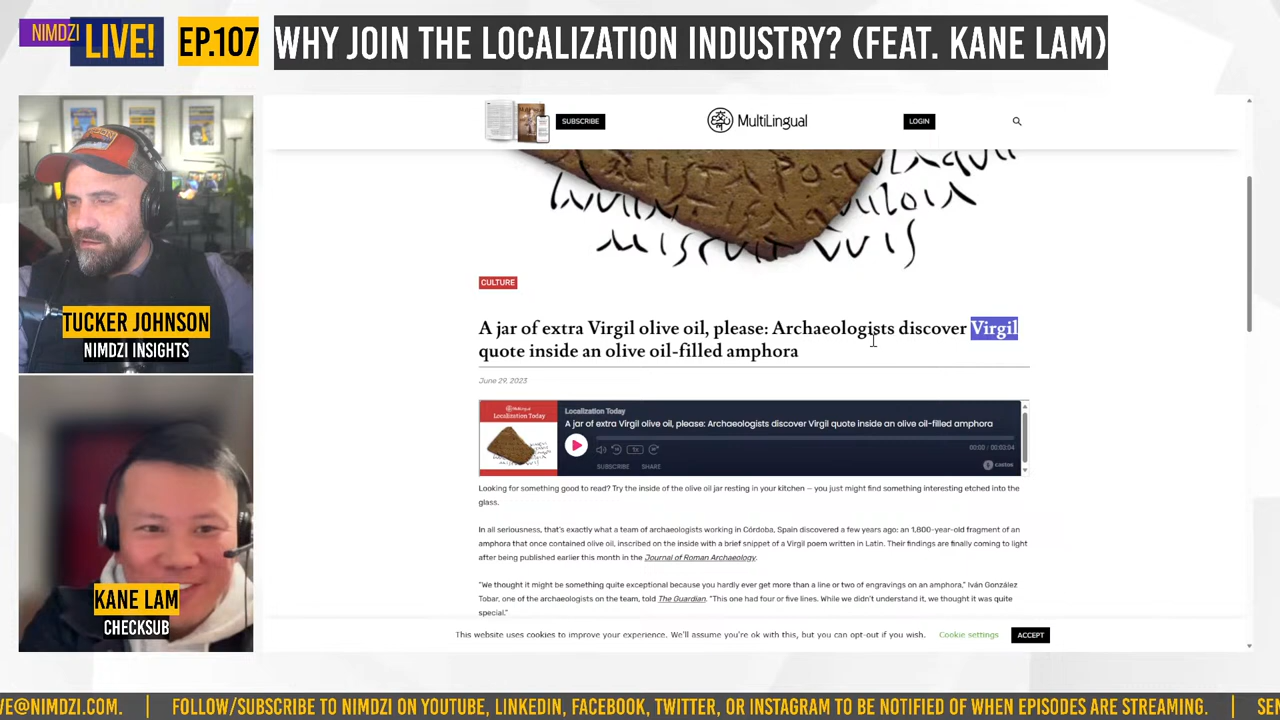 NIMDZI LIVE! EP.107 WHY JOIN THE LOCALIZATION INDUSTRY? (FEAT. KANE LAM)
SUBSCRIBE MultiLingual LOGIN
TUCKER JOHNSON
NIMDZI INSIGHTS
KANE LAM
CHECKSUB
CULTURE
A jar of extra Virgil olive oil, please: Archaeologists discover Virgil
quote inside an olive oil-filled amphora
June 29, 2023
MultiLingual
Localization Today
Localization Today
A jar of extra Virgil olive oil, please: Archaeologists discover Virgil quote inside an olive oil-filled amphora
00:00 / 00:03:04
SUBSCRIBE SHARE castos
Looking for something good to read? Try the inside of the olive oil jar resting in your kitchen — you just might find something interesting etched into the
glass.
In all seriousness, that's exactly what a team of archaeologists working in Córdoba, Spain discovered a few years ago: an 1,800-year-old fragment of an
amphora that once contained olive oil, inscribed on the inside with a brief snippet of a Virgil poem written in Latin. Their findings are finally coming to light
after being published earlier this month in the Journal of Roman Archaeology.
"We thought it might be something quite exceptional because you hardly ever get more than a line or two of engravings on an amphora," Iván González
Tobar, one of the archaeologists on the team, told The Guardian. "This one had four or five lines. While we didn't understand it, we thought it was quite
special."
This website uses cookies to improve your experience. We'll assume you're ok with this, but you can opt-out if you wish. Cookie settings ACCEPT
VE@NIMDZI.COM. | FOLLOW/SUBSCRIBE TO NIMDZI ON YOUTUBE, LINKEDIN, FACEBOOK, TWITTER, OR INSTAGRAM TO BE NOTIFIED OF WHEN EPISODES ARE STREAMING. | SE